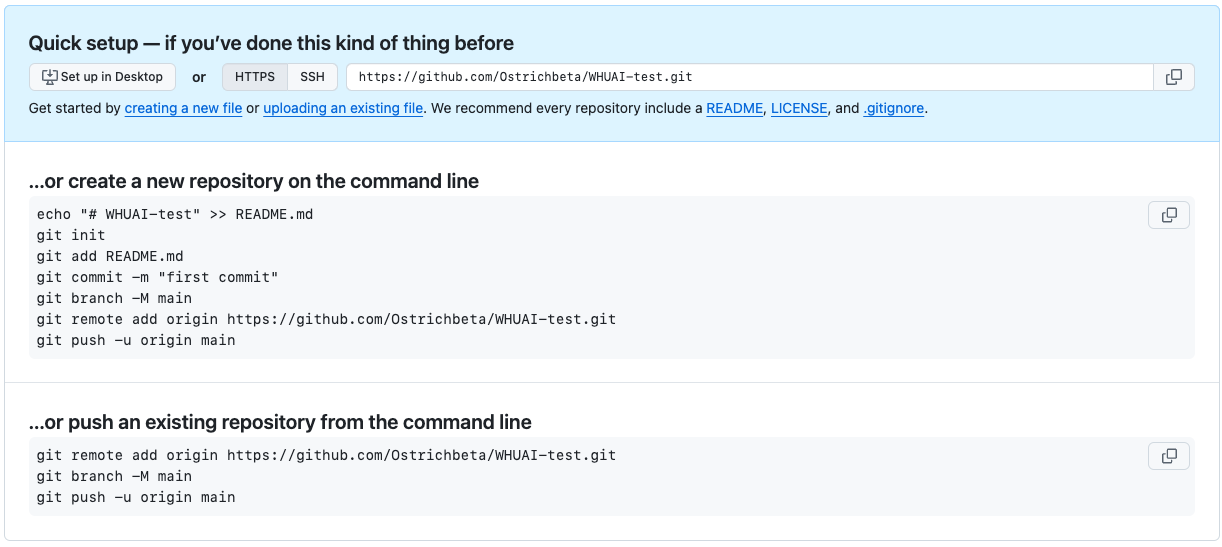 Quick setup — if you’ve done this kind of thing before
Set up in Desktop or HTTPS SSH https://github.com/Ostrichbeta/WHUAI-test.git
Get started by creating a new file or uploading an existing file. We recommend every repository include a README, LICENSE, and .gitignore.
…or create a new repository on the command line
echo "# WHUAI-test" >> README.md
git init
git add README.md
git commit -m "first commit"
git branch -M main
git remote add origin https://github.com/Ostrichbeta/WHUAI-test.git
git push -u origin main
…or push an existing repository from the command line
git remote add origin https://github.com/Ostrichbeta/WHUAI-test.git
git branch -M main
git push -u origin main